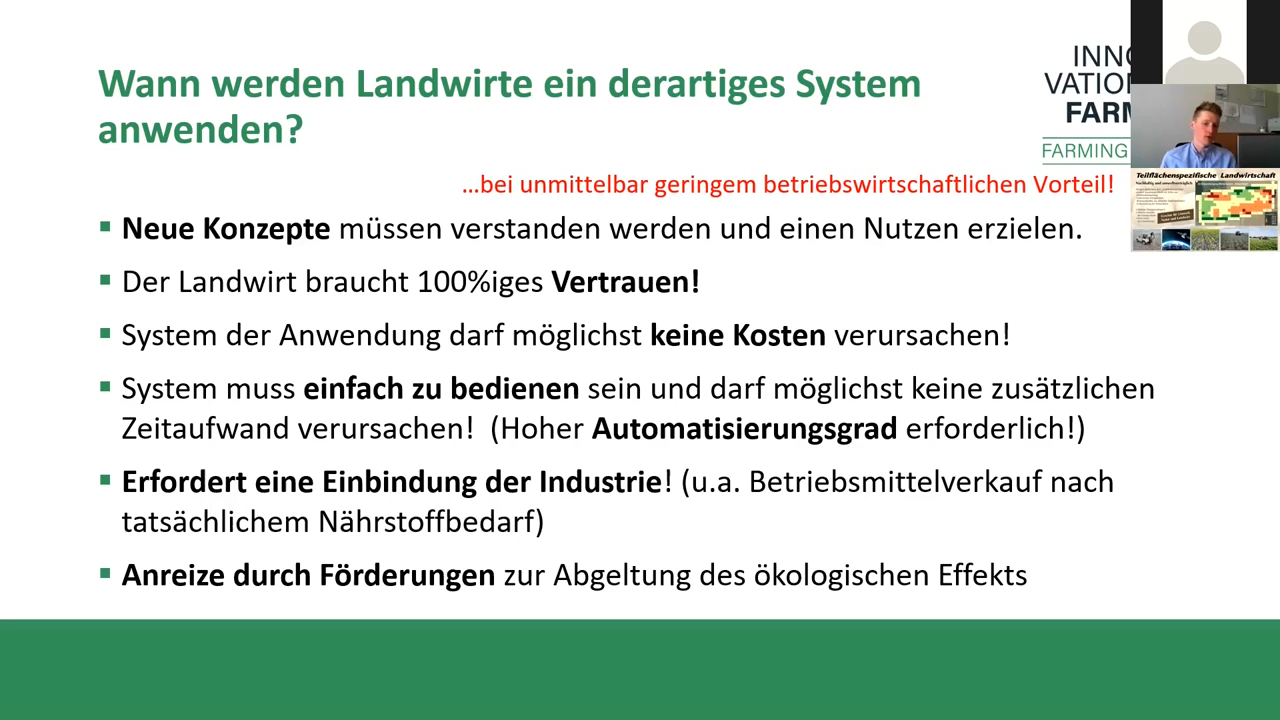 Wann werden Landwirte ein derartiges System
anwenden?
INNO
VATION
FARM
FARMING
...bei unmittelbar geringem betriebswirtschaftlichen Vorteil!
Teilflächenspezifische Landwirtschaft
▪ Neue Konzepte müssen verstanden werden und einen Nutzen erzielen.
▪ Der Landwirt braucht 100%iges Vertrauen!
▪ System der Anwendung darf möglichst keine Kosten verursachen!
▪ System muss einfach zu bedienen sein und darf möglichst keine zusätzlichen
Zeitaufwand verursachen! (Hoher Automatisierungsgrad erforderlich!)
▪ Erfordert eine Einbindung der Industrie! (u.a. Betriebsmittelverkauf nach
tatsächlichem Nährstoffbedarf)
▪ Anreize durch Förderungen zur Abgeltung des ökologischen Effekts